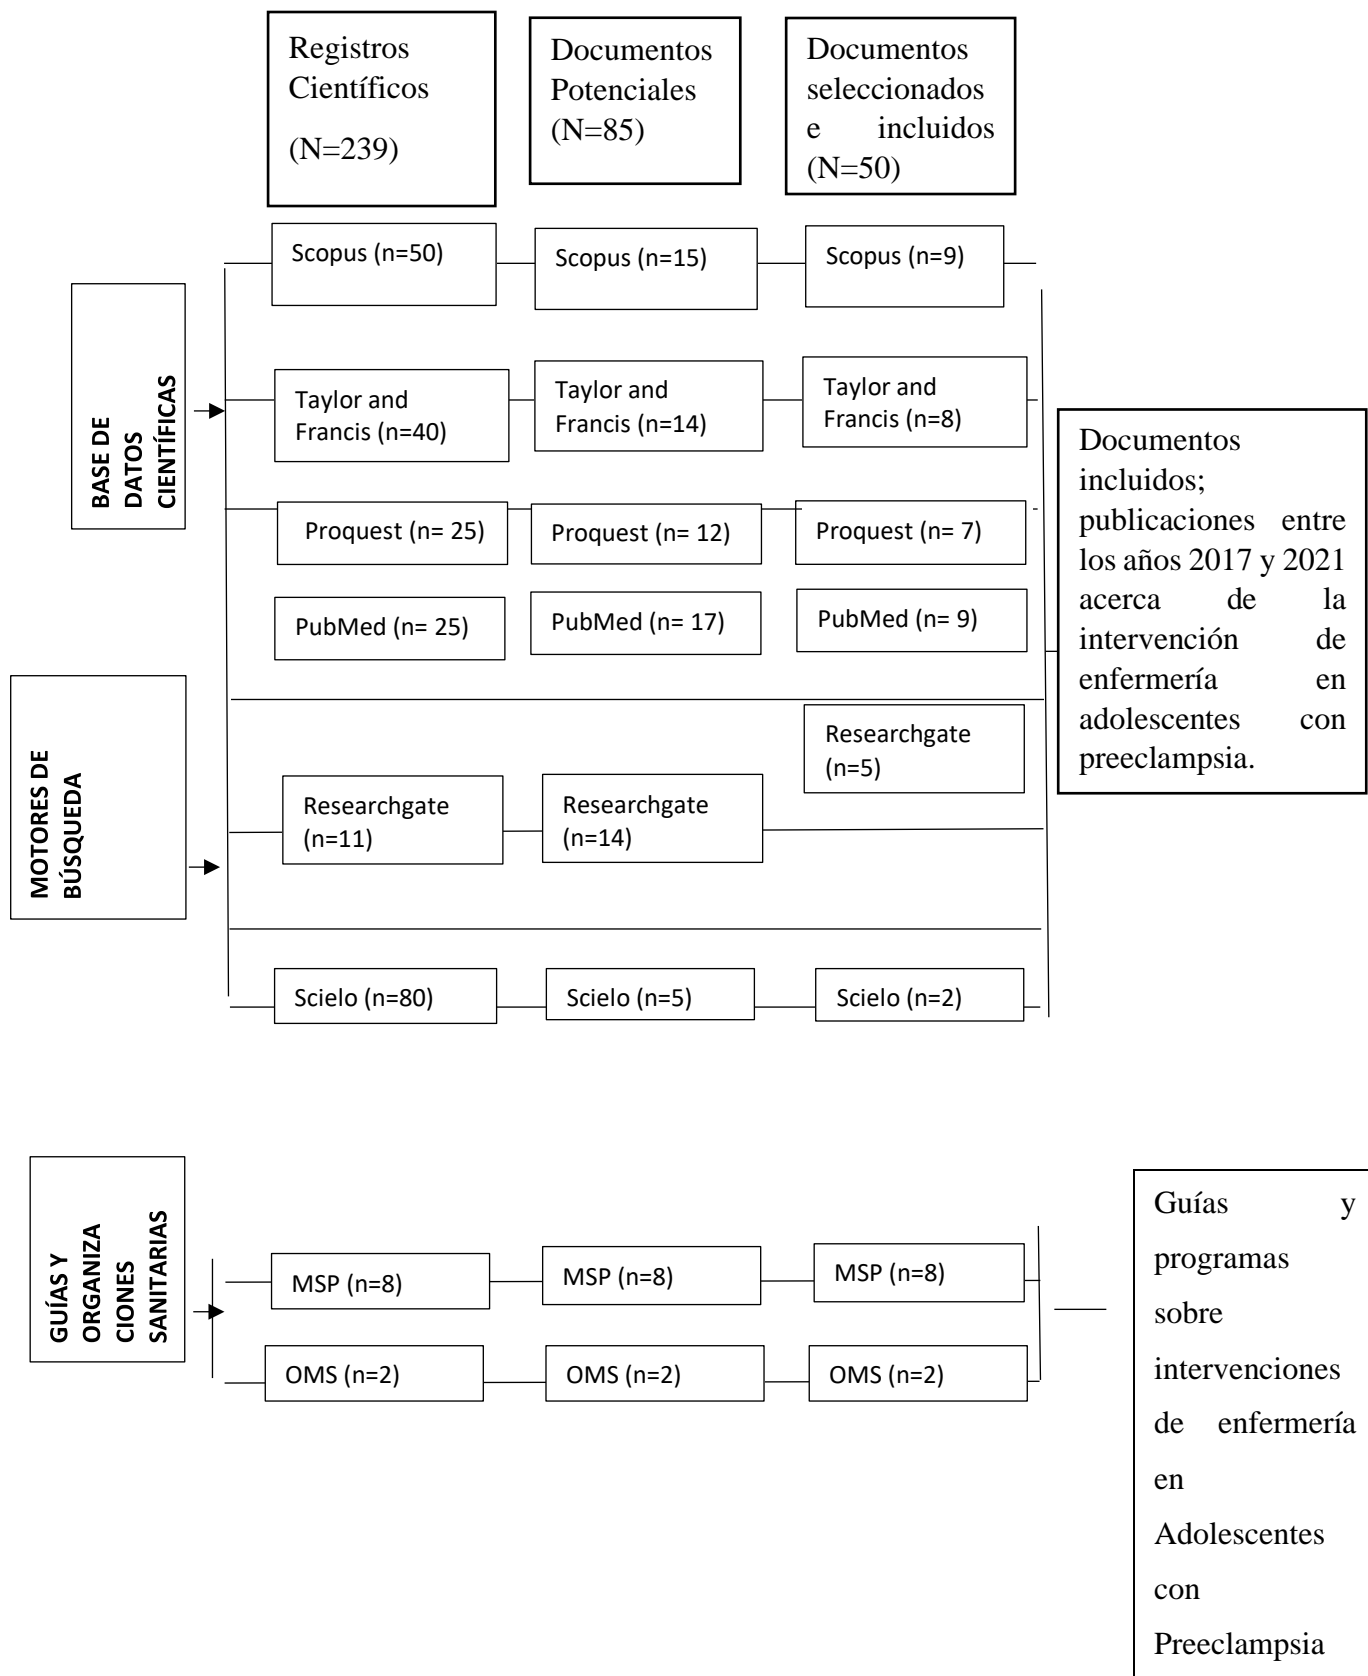 Registros
Científicos
(N=239)
Documentos
Potenciales
(N=85)
Documentos
seleccionados
e incluidos
(N=50)
BASE DE
DATOS
CIENTÍFICAS
Scopus (n=50)
Scopus (n=15)
Scopus (n=9)
Taylor and
Francis (n=40)
Taylor and
Francis (n=14)
Taylor and
Francis (n=8)
Proquest (n= 25)
Proquest (n= 12)
Proquest (n= 7)
PubMed (n= 25)
PubMed (n= 17)
PubMed (n= 9)
MOTORES DE
BÚSQUEDA
Researchgate
(n=11)
Researchgate
(n=14)
Researchgate
(n=5)
Scielo (n=80)
Scielo (n=5)
Scielo (n=2)
Documentos
incluidos;
publicaciones entre
los años 2017 y 2021
acerca de la
intervención de
enfermería en
adolescentes con
preeclampsia.
GUÍAS Y
ORGANIZA
CIONES
SANITARIAS
MSP (n=8)
MSP (n=8)
MSP (n=8)
OMS (n=2)
OMS (n=2)
OMS (n=2)
Guías y
programas
sobre
intervenciones
de enfermería
en
Adolescentes
con
Preeclampsia